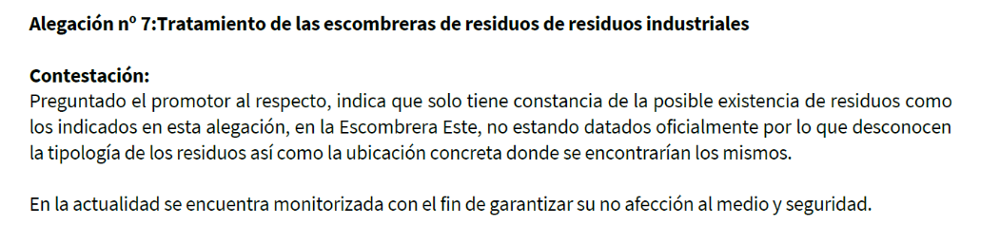 Alegación nº 7:Tratamiento de las escombreras de residuos de residuos industriales
Contestación:
Preguntado el promotor al respecto, indica que solo tiene constancia de la posible existencia de residuos como
los indicados en esta alegación, en la Escombrera Este, no estando datados oficialmente por lo que desconocen
la tipología de los residuos así como la ubicación concreta donde se encontrarían los mismos.
En la actualidad se encuentra monitorizada con el fin de garantizar su no afección al medio y seguridad.